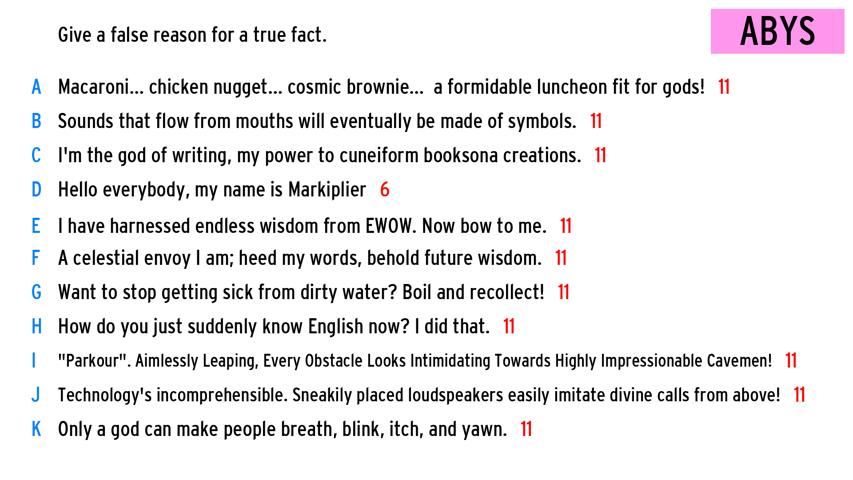 Give a false reason for a true fact.
ABYS
A Macaroni... chicken nugget... cosmic brownie... a formidable luncheon fit for gods! 11
B Sounds that flow from mouths will eventually be made of symbols. 11
C I'm the god of writing, my power to cuneiform booksona creations. 11
D Hello everybody, my name is Markiplier 6
E I have harnessed endless wisdom from EWOW. Now bow to me. 11
F A celestial envoy I am; heed my words, behold future wisdom. 11
G Want to stop getting sick from dirty water? Boil and recollect! 11
H How do you just suddenly know English now? I did that. 11
I "Parkour". Aimlessly Leaping, Every Obstacle Looks Intimidating Towards Highly Impressionable Cavemen! 11
J Technology's incomprehensible. Sneakily placed loudspeakers easily imitate divine calls from above! 11
K Only a god can make people breath, blink, itch, and yawn. 11